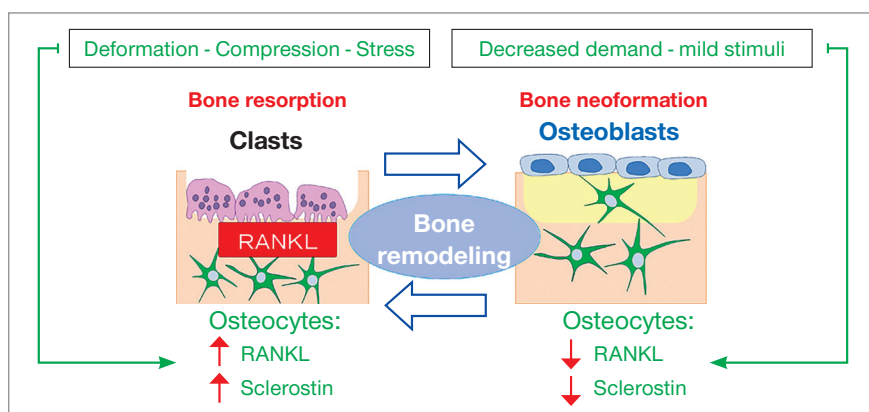 Deformation - Compression - Stress
Decreased demand - mild stimuli
Bone resorption
Clasts
Bone neoformation
Osteoblasts
RANKL
Bone
remodeling
Osteocytes:
RANKL
Sclerostin
Osteocytes:
RANKL
Sclerostin